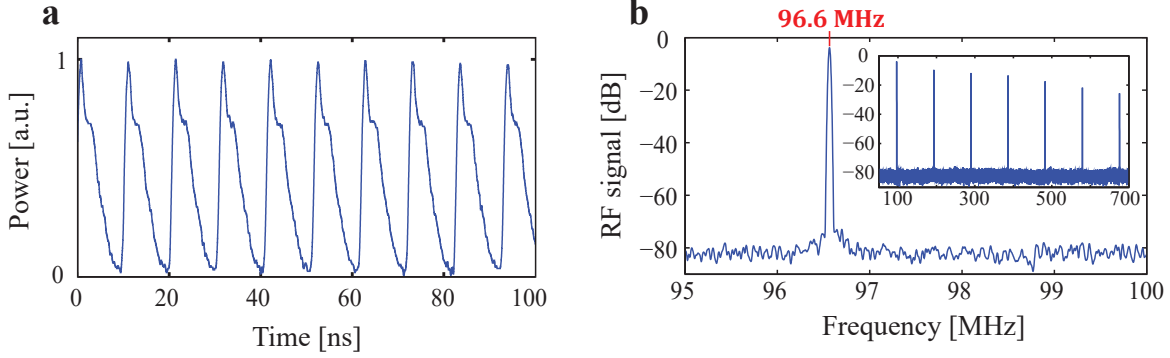 a
Power [a.u.]
1
0
0 20 40 60 80 100
Time [ns]
b
96.6 MHz
RF signal [dB]
0
−20
−40
−60
−80
95 96 97 98 99 100
Frequency [MHz]
0
−20
−40
−60
−80
100 300 500 700